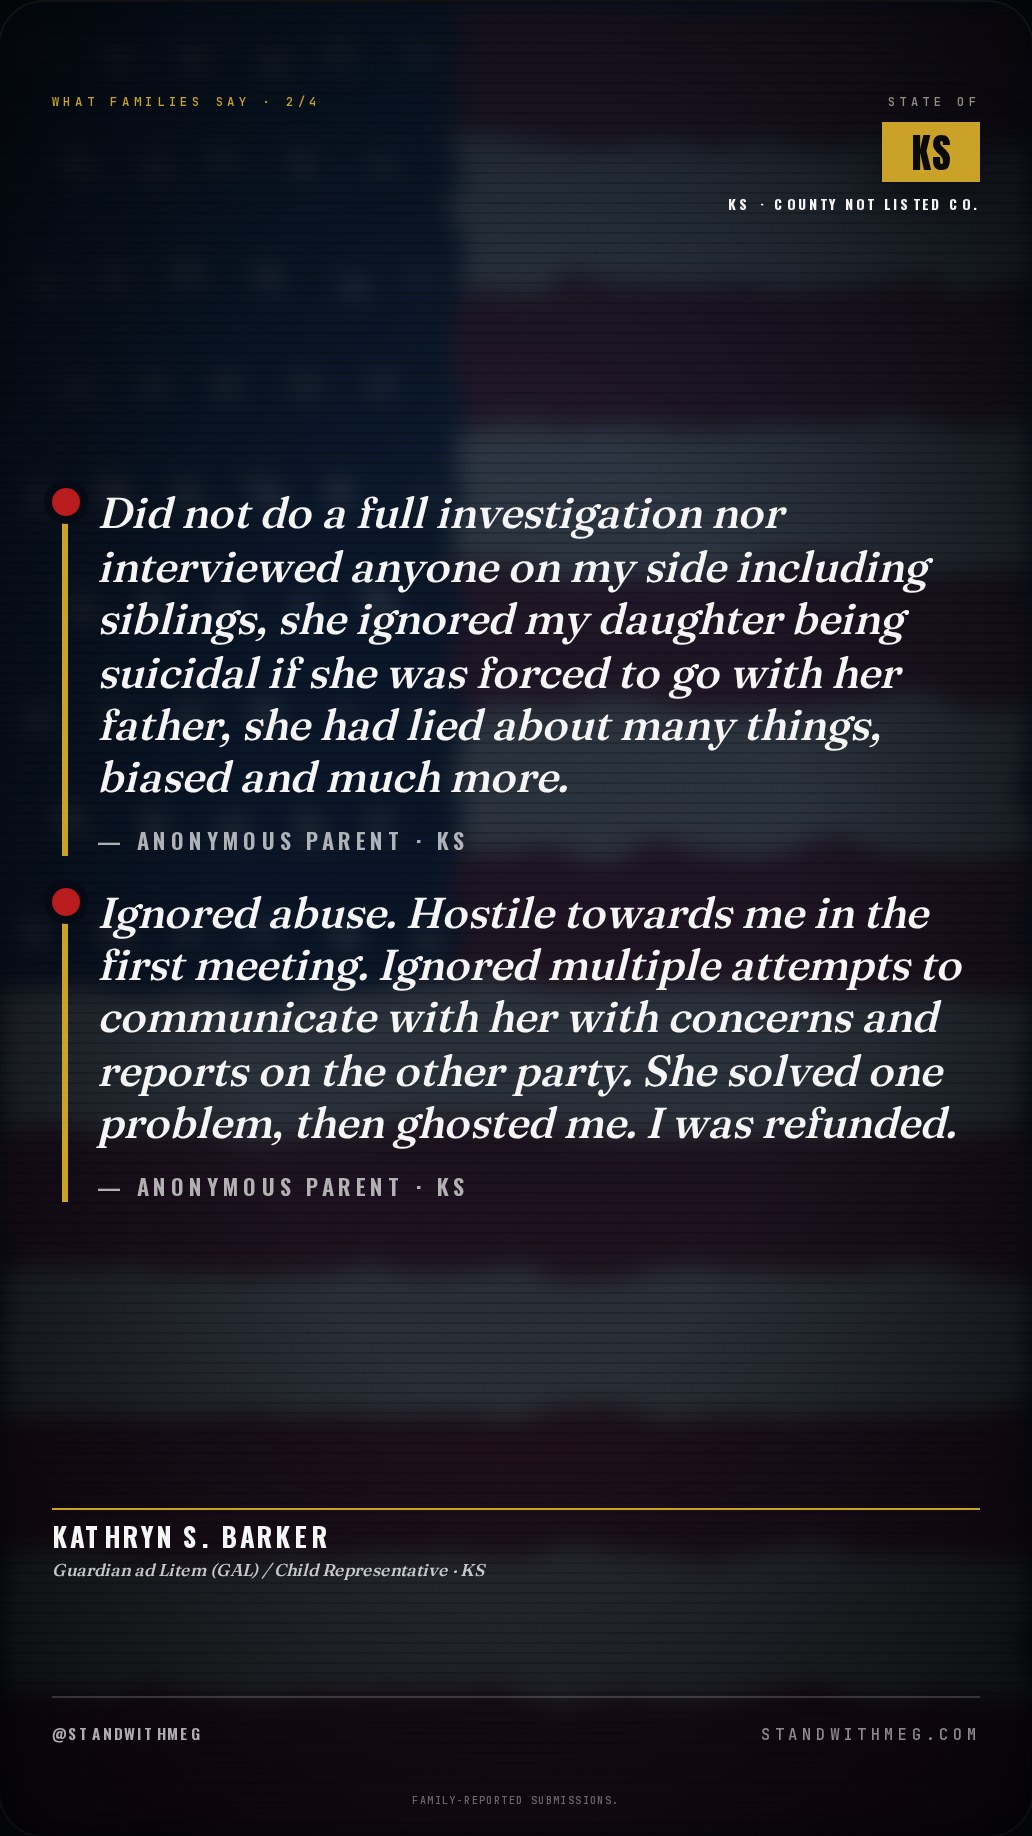 WHAT FAMILIES SAY · 2/4
STATE OF
KS
KS · COUNTY NOT LISTED CO.
Did not do a full investigation nor
interviewed anyone on my side including
siblings, she ignored my daughter being
suicidal if she was forced to go with her
father, she had lied about many things,
biased and much more.
— ANONYMOUS PARENT · KS
Ignored abuse. Hostile towards me in the
first meeting. Ignored multiple attempts to
communicate with her with concerns and
reports on the other party. She solved one
problem, then ghosted me. I was refunded.
— ANONYMOUS PARENT · KS
KATHRYN S. BARKER
Guardian ad Litem (GAL) / Child Representative · KS
@STANDWITHMEG
STANDWITHMEG.COM
FAMILY-REPORTED SUBMISSIONS.